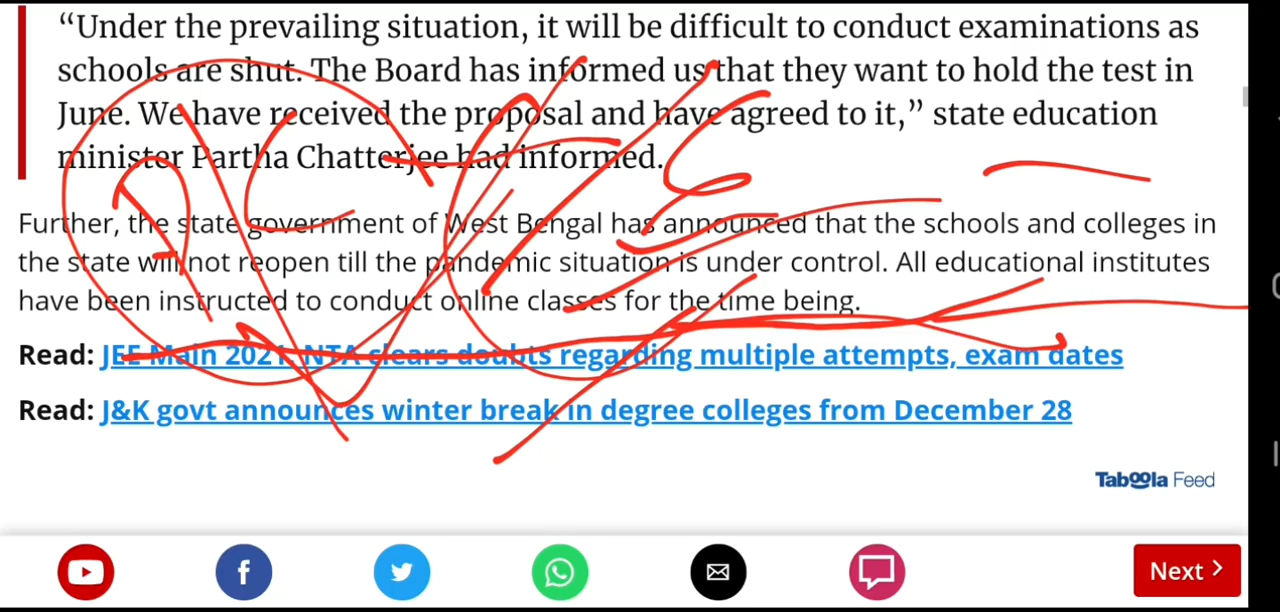 “Under the prevailing situation, it will be difficult to conduct examinations as
schools are shut. The Board has informed us that they want to hold the test in
June. We have received the proposal and have agreed to it,” state education
minister Partha Chatterjee had informed.
Further, the state government of West Bengal has announced that the schools and colleges in
the state will not reopen till the pandemic situation is under control. All educational institutes
have been instructed to conduct online classes for the time being.
Read: JEE Main 2021: NTA clears doubts regarding multiple attempts, exam dates
Read: J&K govt announces winter break in degree colleges from December 28
Taboola Feed
Next